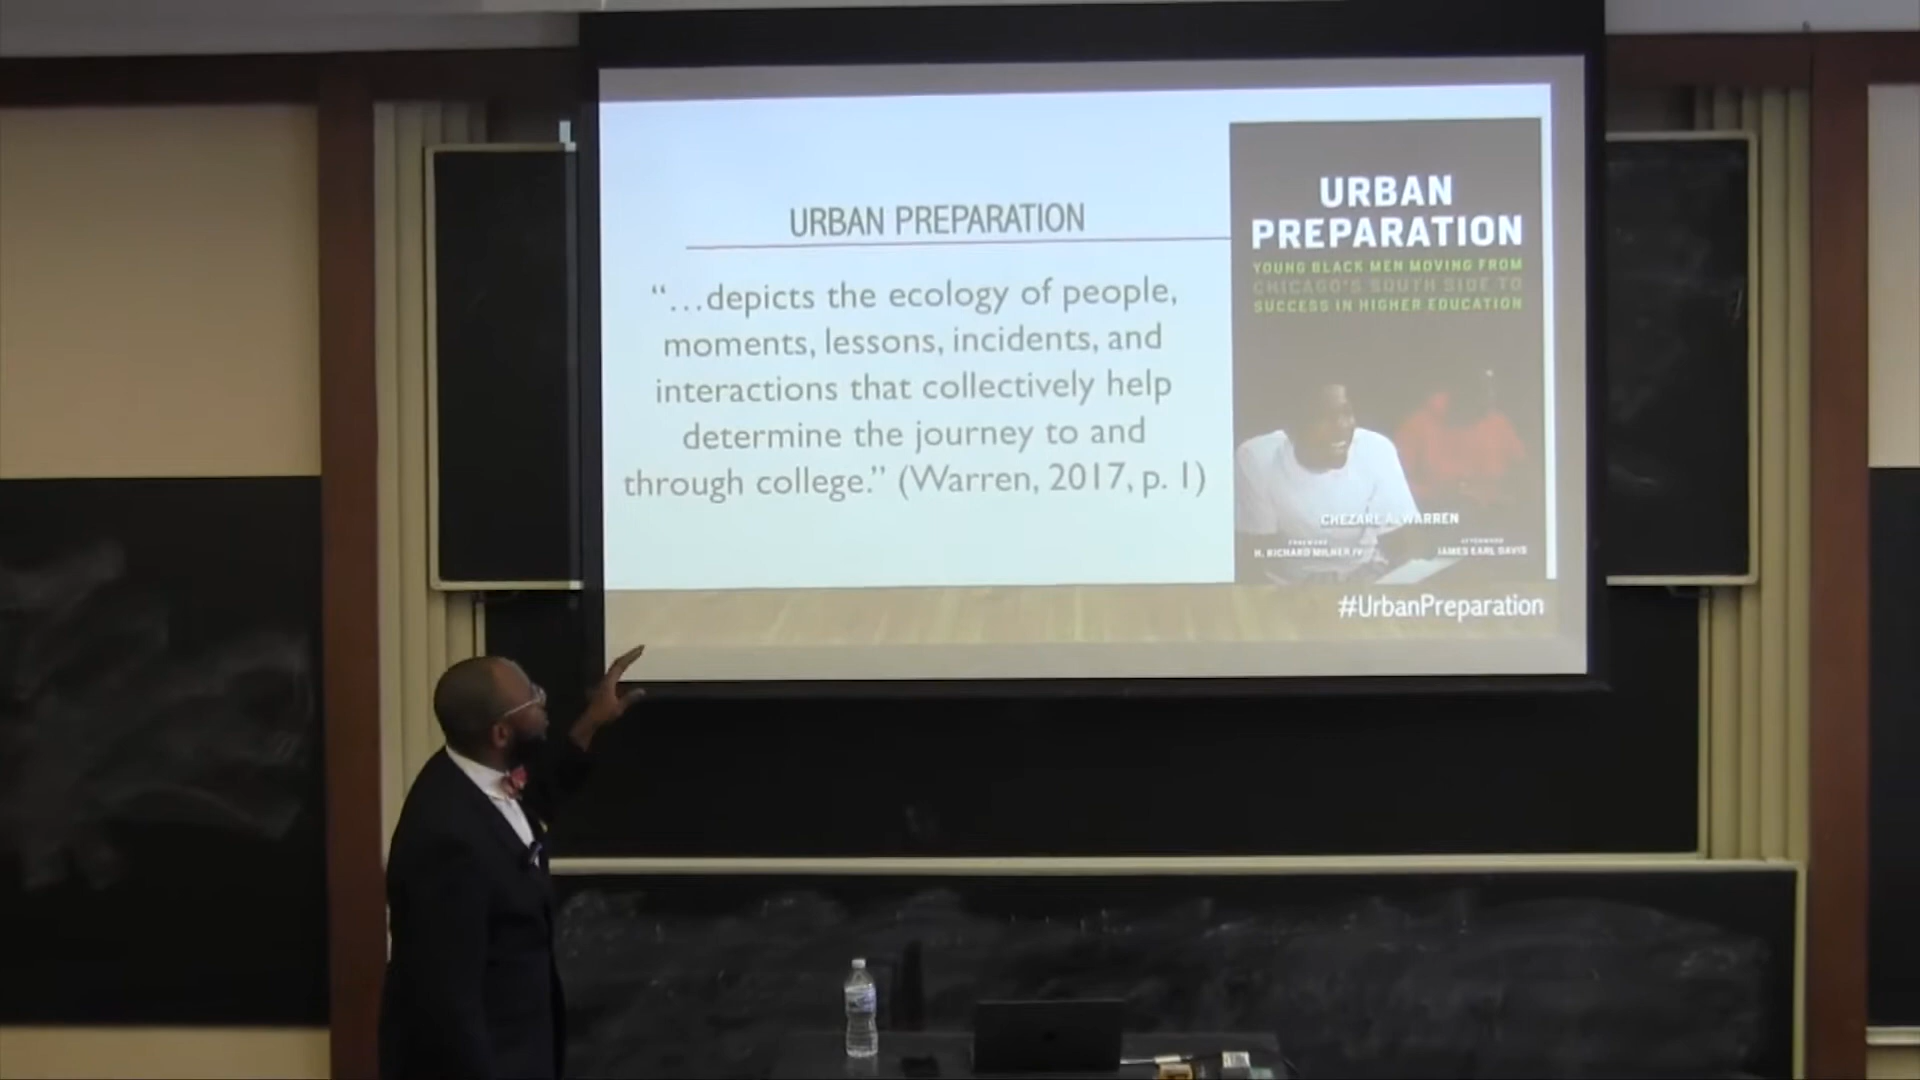 URBAN PREPARATION
“...depicts the ecology of people,
moments, lessons, incidents, and
interactions that collectively help
determine the journey to and
through college.” (Warren, 2017, p. 1)
URBAN
PREPARATION
YOUNG BLACK MEN MOVING FROM
CHICAGO'S SOUTH SIDE TO
SUCCESS IN HIGHER EDUCATION
CHEZARE A. WARREN
FOREWORD
H. RICHARD MILNER IV
AFTERWORD
JAMES EARL DAVIS
#UrbanPreparation